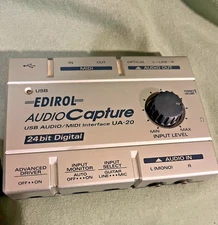 IN OUT
MIDI
OPTICAL L-LINE-R
AUDIO OUT
USB
EDIROL
AUDIO Capture
USB AUDIO/MIDI Interface UA-20
24bit Digital
MIN MAX
INPUT LEVEL
ADVANCED DRIVER
INPUT MONITOR
INPUT SELECT
AUDIO IN
OFF ON
AUTO OFF ON
GUITAR LINE MIC
L (MONO) R